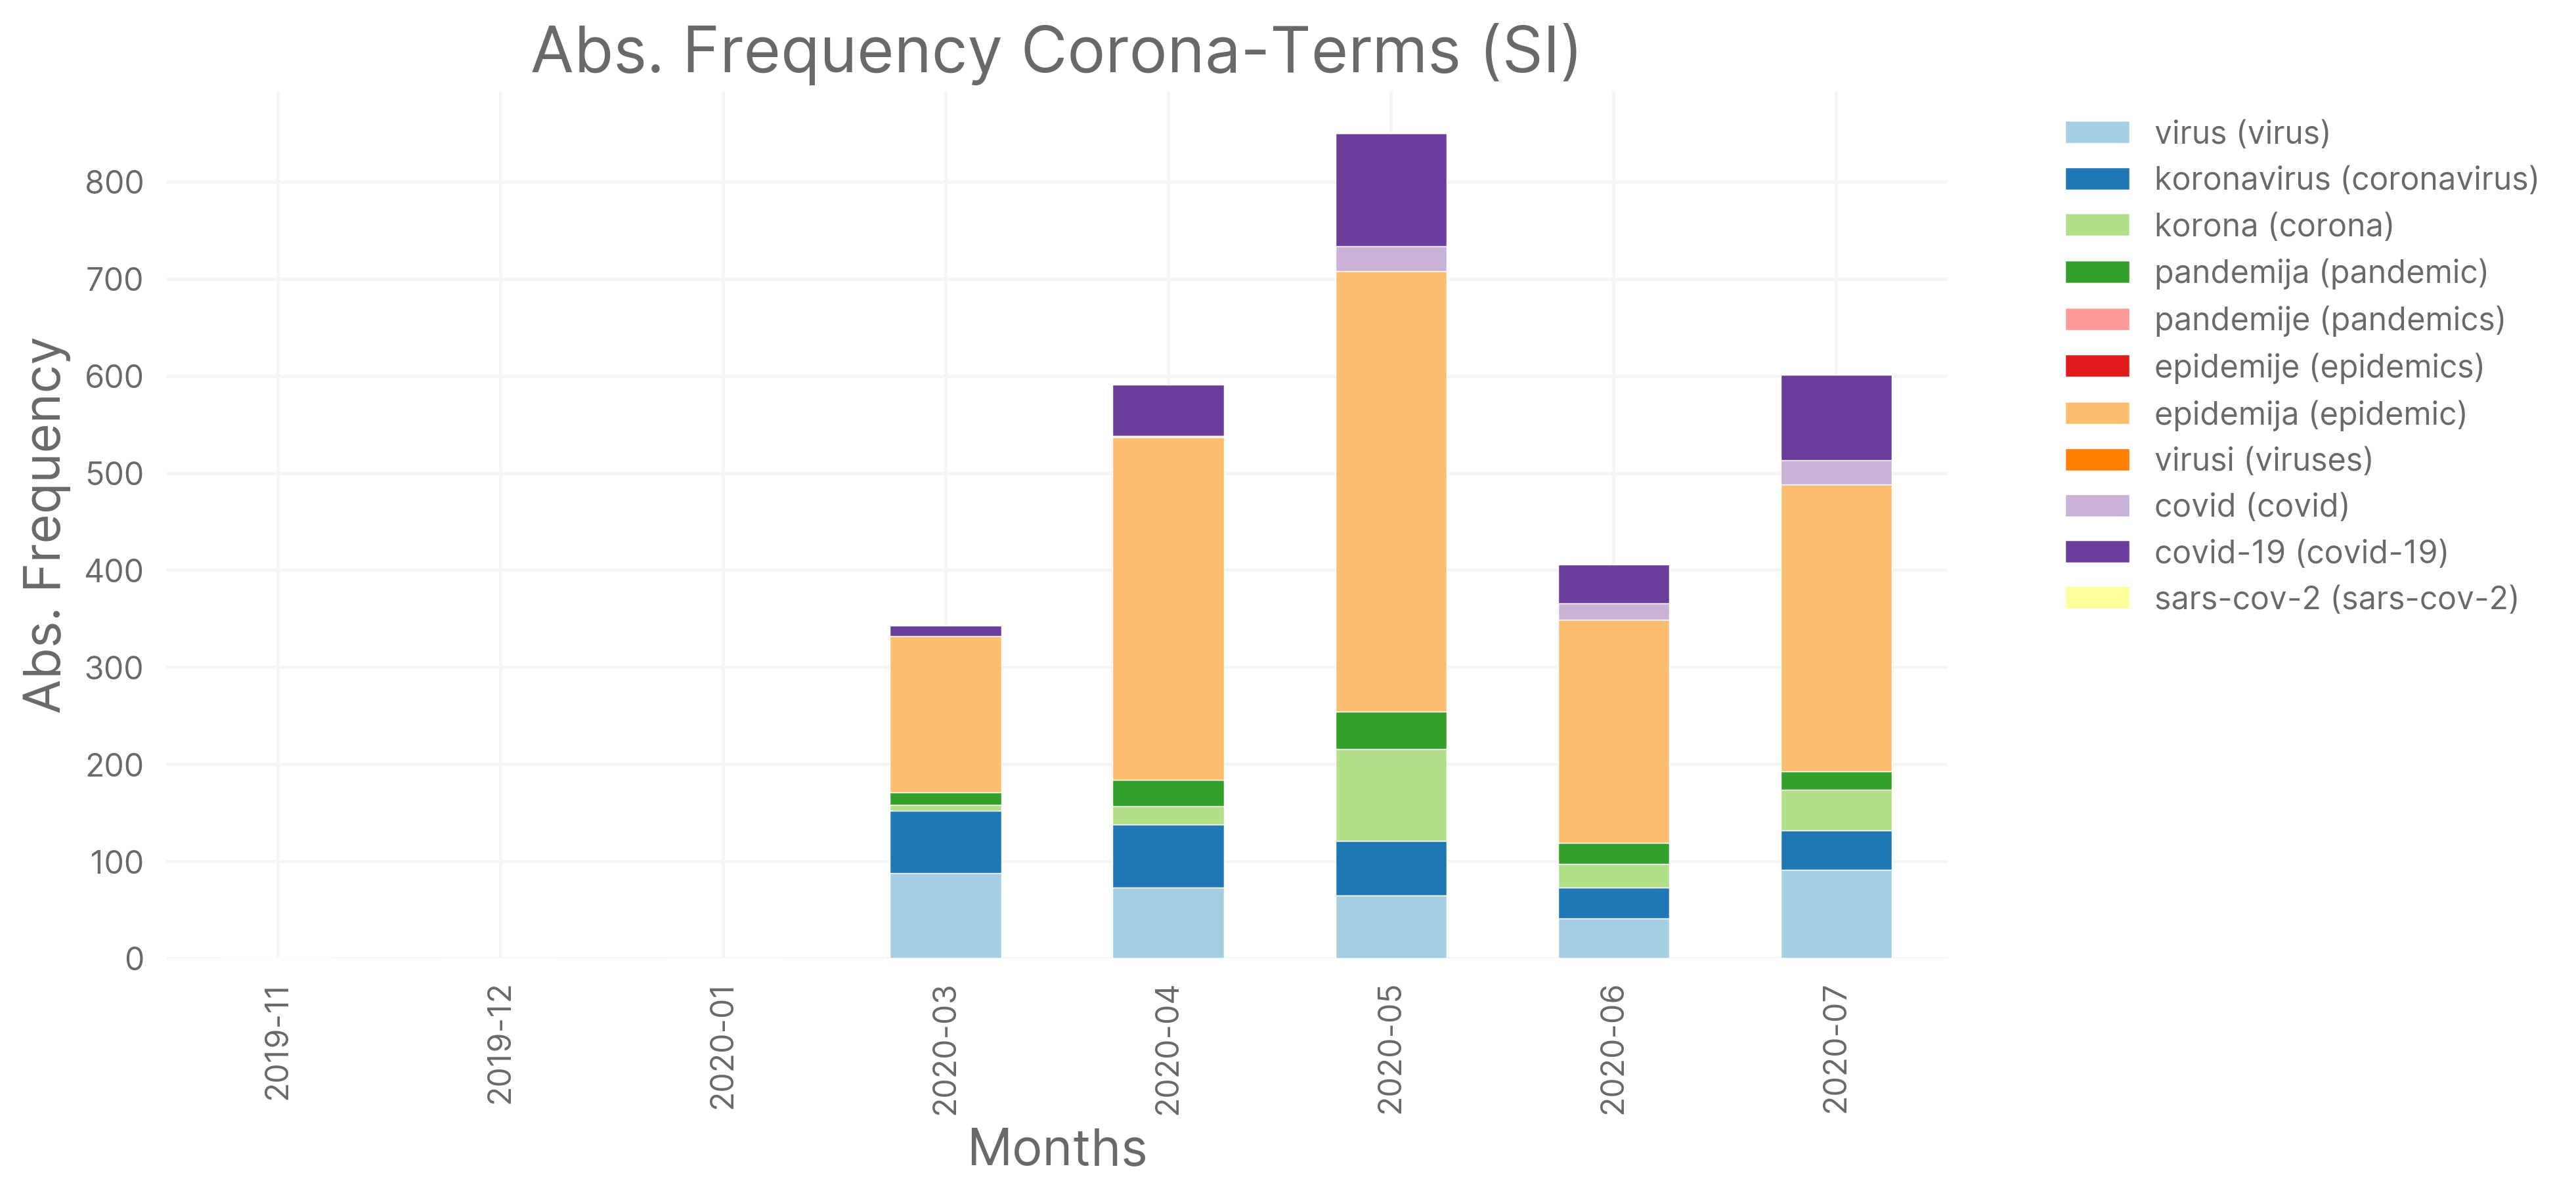 Abs. Frequency Corona-Terms (SI)
Abs. Frequency
800
700
600
500
400
300
200
100
0
2019-11
2019-12
2020-01
2020-03
2020-04
2020-05
2020-06
2020-07
Months
virus (virus)
koronavirus (coronavirus)
korona (corona)
pandemija (pandemic)
pandemije (pandemics)
epidemije (epidemics)
epidemija (epidemic)
virusi (viruses)
covid (covid)
covid-19 (covid-19)
sars-cov-2 (sars-cov-2)